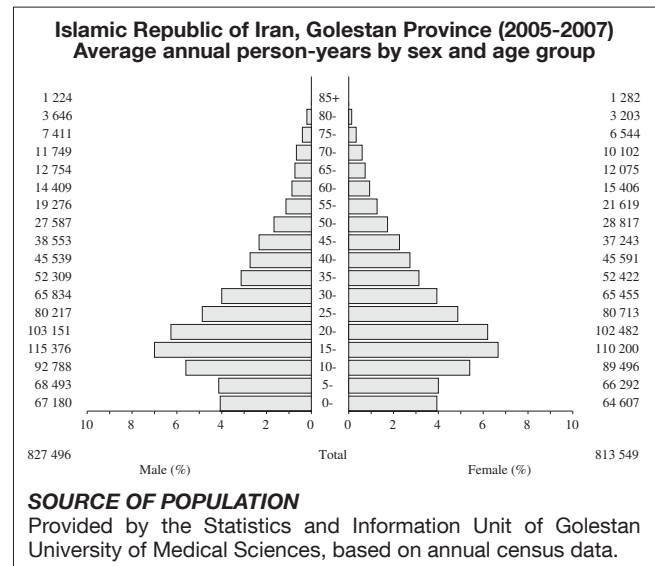 Islamic Republic of Iran, Golestan Province (2005-2007)
Average annual person-years by sex and age group
1 224 85+ 1 282
3 646 80- 3 203
7 411 75- 6 544
11 749 70- 10 102
12 754 65- 12 075
14 409 60- 15 406
19 276 55- 21 619
27 587 50- 28 817
38 553 45- 37 243
45 539 40- 45 591
52 309 35- 52 422
65 834 30- 65 455
80 217 25- 80 713
103 151 20- 102 482
115 376 15- 110 200
92 788 10- 89 496
68 493 5- 66 292
67 180 0- 64 607
10 8 6 4 2 0 0 2 4 6 8 10
827 496 Total 813 549
Male (%) Female (%)
SOURCE OF POPULATION
Provided by the Statistics and Information Unit of Golestan
University of Medical Sciences, based on annual census data.